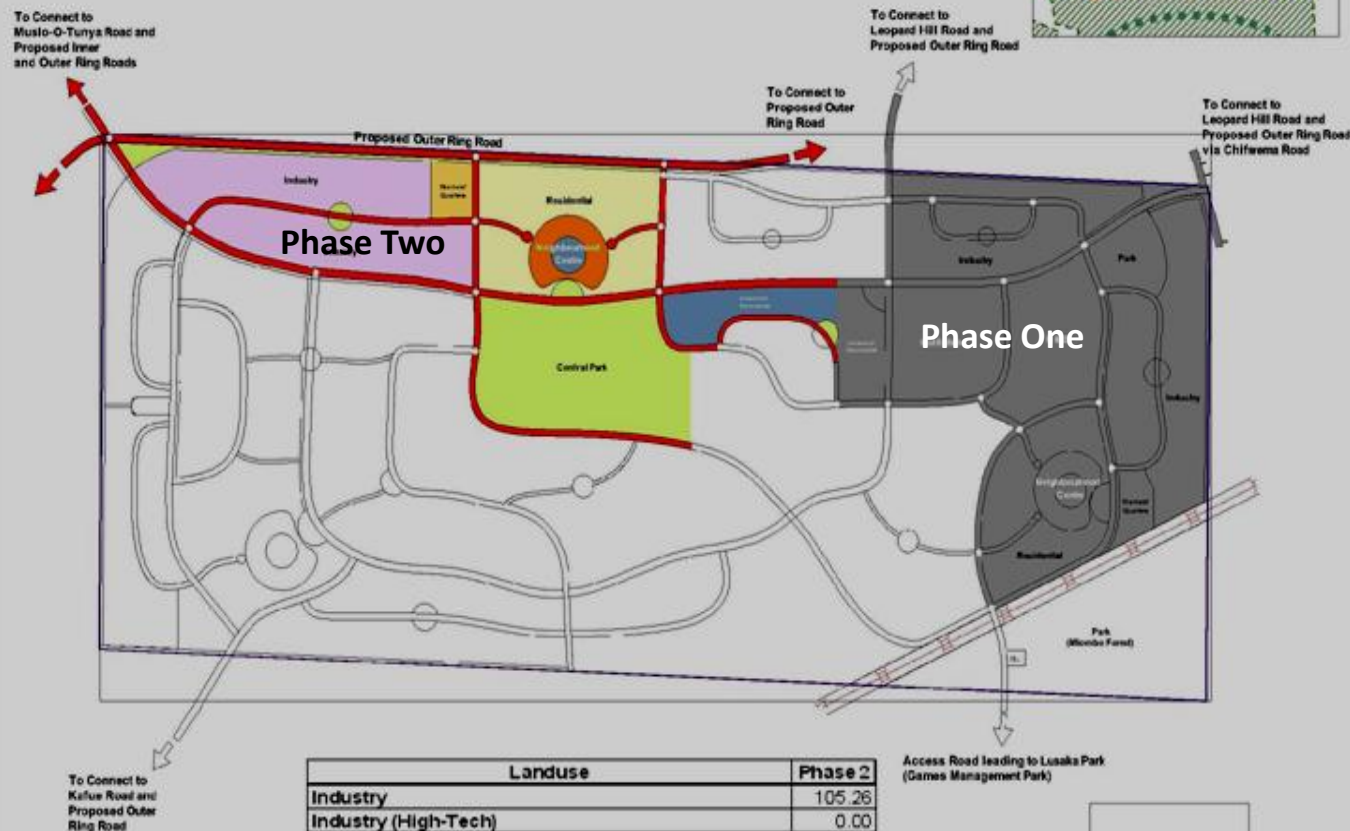 To Connect to
Musio-O-Tunya Road and
Proposed Inner
and Outer Ring Roads
To Connect to
Leopard Hill Road and
Proposed Outer Ring Road
To Connect to
Proposed Outer
Ring Road
To Connect to
Leopard Hill Road and
Proposed Outer Ring Road
via Chifwema Road
Proposed Outer Ring Road
Industry
Residential
Neighbourhood
Centre
Phase Two
Industry
Park
Phase One
Central Park
Industry
Neighbourhood
Centre
Residential
Park
(Miombo Forest)
Access Road leading to Lusaka Park
(Games Management Park)
To Connect to
Kafue Road and
Proposed Outer
Ring Road
Landuse Phase 2
Industry 105.26
Industry (High-Tech) 0.00